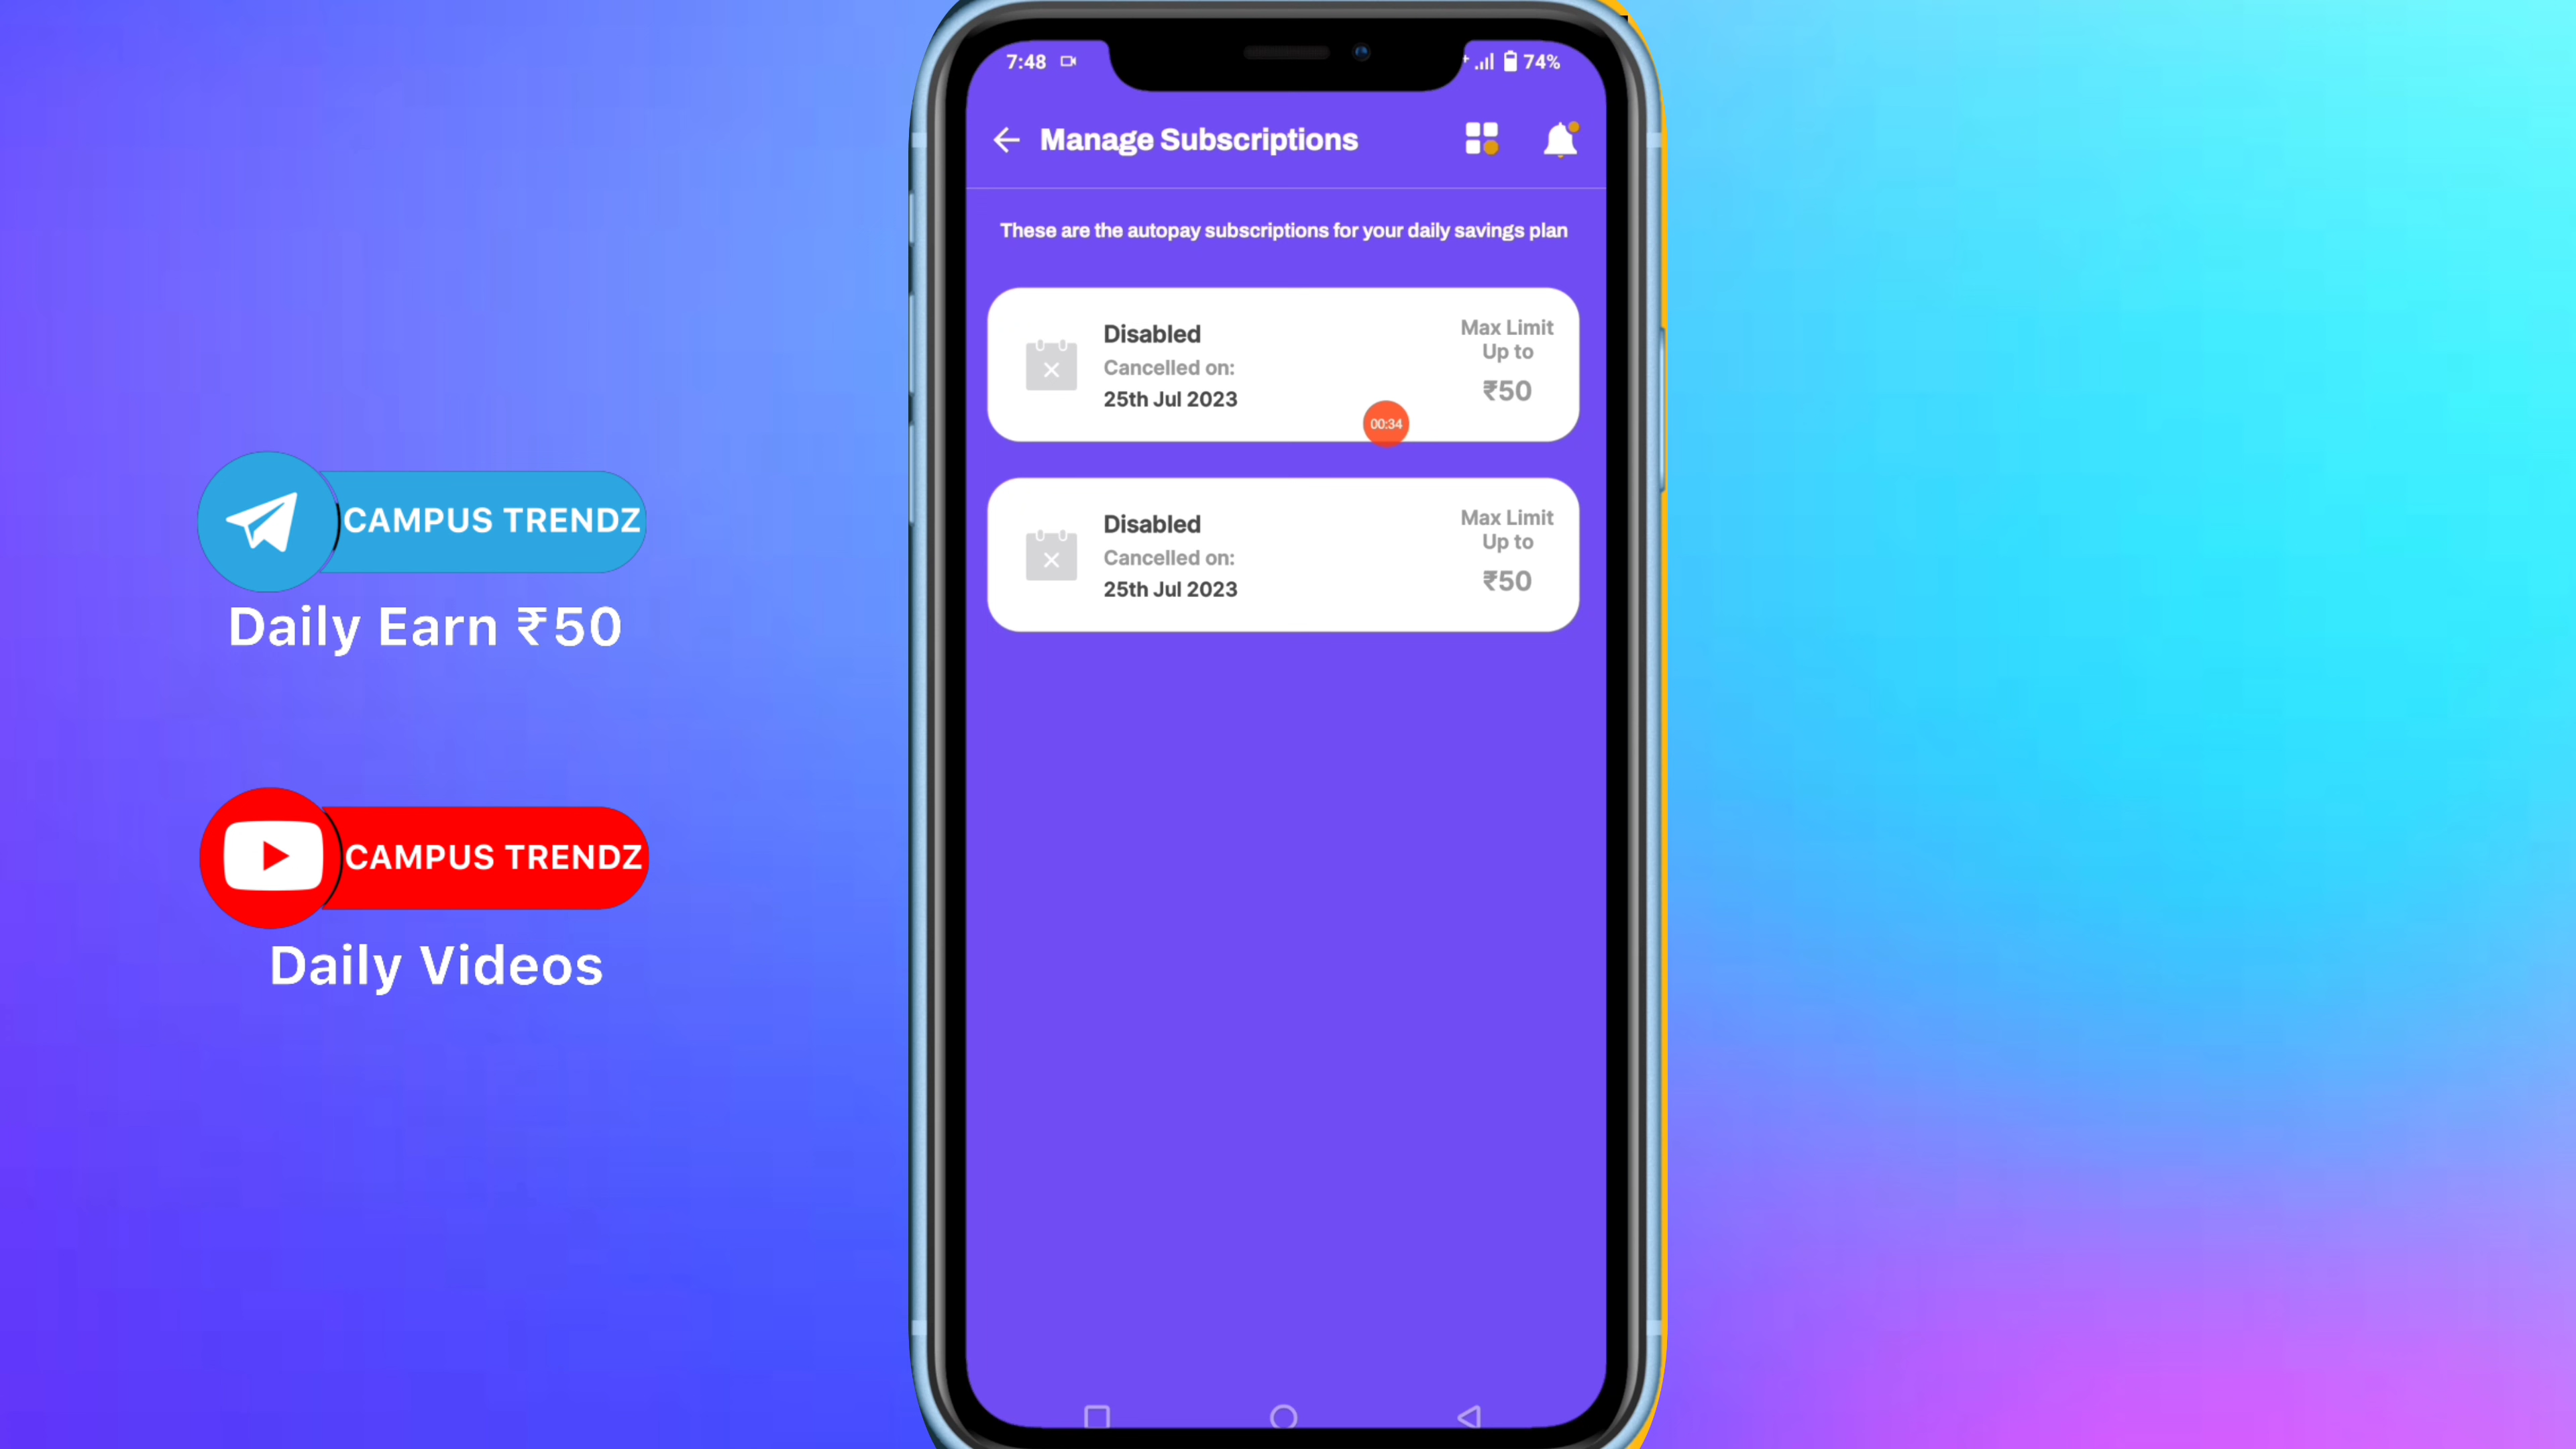 CAMPUS TRENDZ
Daily Earn ₹50
CAMPUS TRENDZ
Daily Videos
7:48
74%
Manage Subscriptions
These are the autopay subscriptions for your daily savings plan
Disabled
Cancelled on:
25th Jul 2023
Max Limit
Up to
₹50
00:34
Disabled
Cancelled on:
25th Jul 2023
Max Limit
Up to
₹50